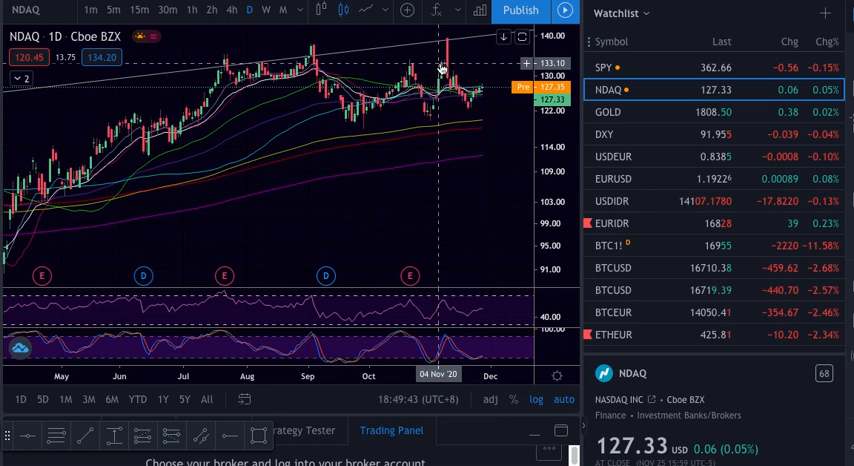 NDAQ 1m 5m 15m 30m 1h 2h 4h D W M Publish
NDAQ · 1D · Cboe BZX
120.45 13.75 134.20
2
140.00
133.10
130.00
Pre 127.35
127.33
122.00
114.00
109.00
103.00
99.00
95.00
91.00
E D E D E
40.00
100.00
May Jun Jul Aug Sep Oct 04 Nov '20 Dec
1D 5D 1M 3M 6M YTD 1Y 5Y All 18:49:43 (UTC+8) adj % log auto
rategy Tester Trading Panel
Choose your broker and log into your broker account
Watchlist
Symbol Last Chg Chg%
SPY 362.66 −0.56 −0.15%
NDAQ 127.33 0.06 0.05%
GOLD 1808.50 0.38 0.02%
DXY 91.955 −0.039 −0.04%
USDEUR 0.8385 −0.0008 −0.10%
EURUSD 1.19226 0.00089 0.08%
USDIDR 14107.1780 −17.8220 −0.13%
EURIDR 16828 39 0.23%
BTC1! D 16955 −2220 −11.58%
BTCUSD 16710.38 −459.62 −2.68%
BTCUSD 16719.39 −440.70 −2.57%
BTCEUR 14050.41 −354.67 −2.46%
ETHEUR 425.81 −10.20 −2.34%
NDAQ 68
NASDAQ INC · Cboe BZX
Finance · Investment Banks/Brokers
127.33 USD 0.06 (0.05%)
AT CLOSE (NOV 25 15:59 UTC-5)